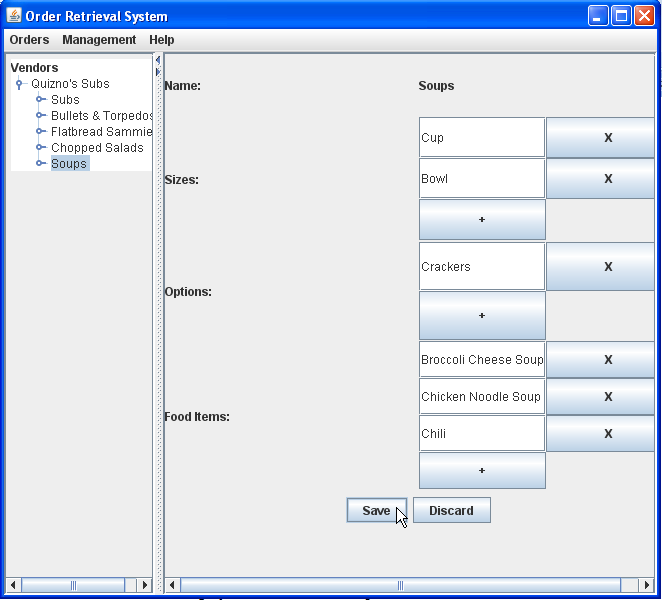 Order Retrieval System
Orders Management Help
Vendors
Quizno's Subs
Subs
Bullets & Torpedos
Flatbread Sammie
Chopped Salads
Soups
Name: Soups
Sizes:
Cup X
Bowl X
+
Options:
Crackers X
+
Food Items:
Broccoli Cheese Soup X
Chicken Noodle Soup X
Chili X
+
Save Discard